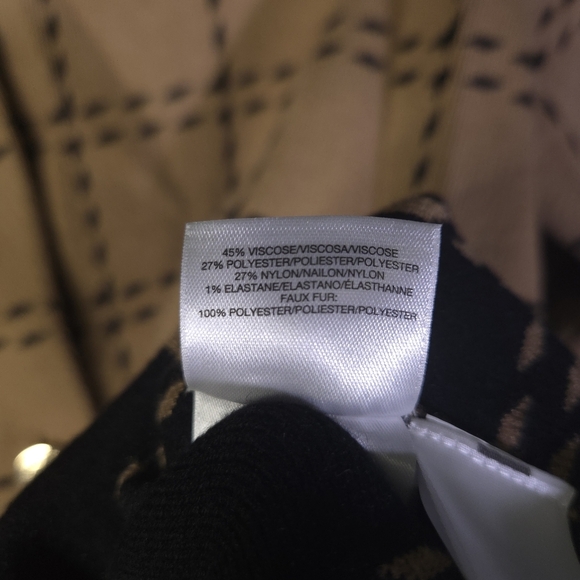 45% VISCOSE/VISCOSA/VISCOSE
27% POLYESTER/POLIESTER/POLYESTER
27% NYLON/NAILON/NYLON
1% ELASTANE/ELASTANO/ÉLASTHANNE
FAUX FUR:
100% POLYESTER/POLIESTER/POLYESTER